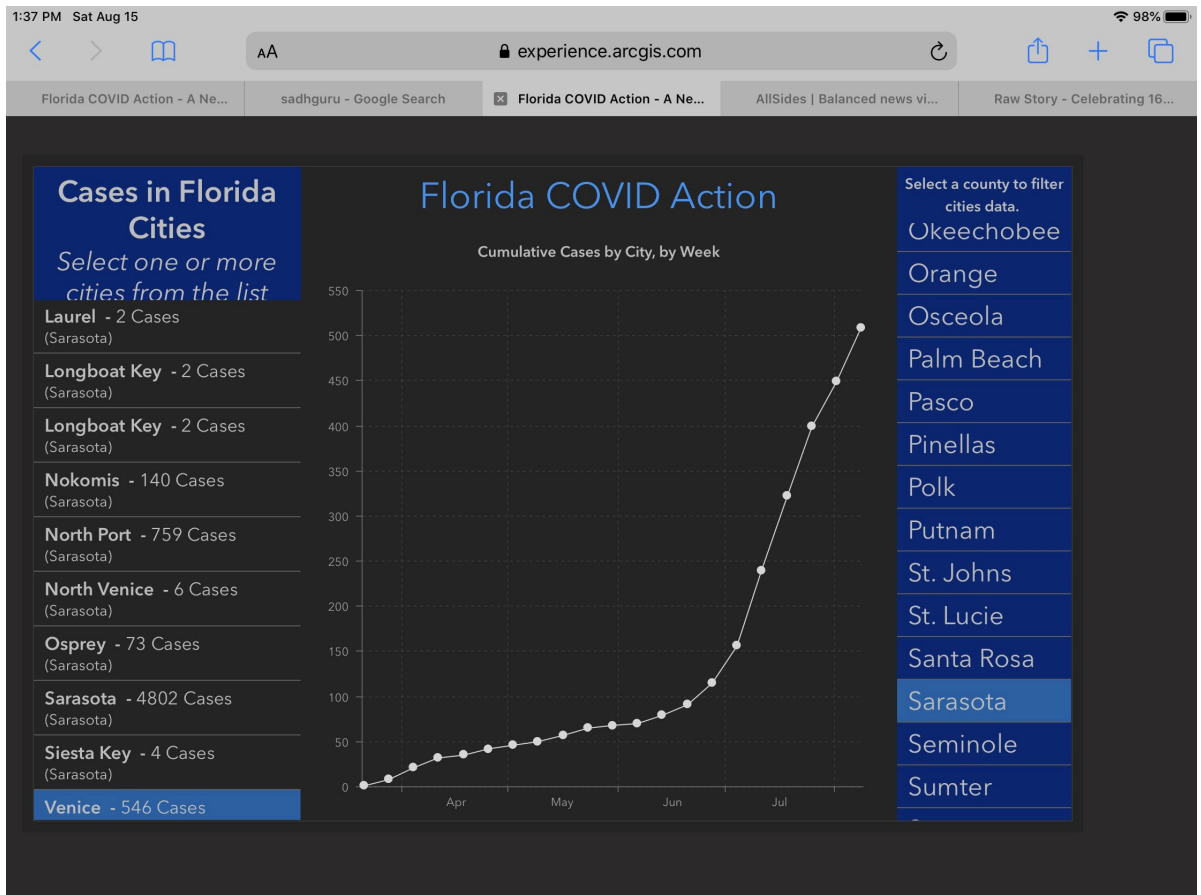 1:37 PM Sat Aug 15
98%
AA
experience.arcgis.com
Florida COVID Action - A Ne...
sadhguru - Google Search
Florida COVID Action - A Ne...
AllSides | Balanced news vi...
Raw Story - Celebrating 16...
Cases in Florida
Cities
Select one or more
cities from the list
Laurel - 2 Cases
(Sarasota)
Longboat Key - 2 Cases
(Sarasota)
Longboat Key - 2 Cases
(Sarasota)
Nokomis - 140 Cases
(Sarasota)
North Port - 759 Cases
(Sarasota)
North Venice - 6 Cases
(Sarasota)
Osprey - 73 Cases
(Sarasota)
Sarasota - 4802 Cases
(Sarasota)
Siesta Key - 4 Cases
(Sarasota)
Venice - 546 Cases
Florida COVID Action
Cumulative Cases by City, by Week
550
500
450
400
350
300
250
200
150
100
50
0
Apr May Jun Jul
Select a county to filter
cities data.
Okeechobee
Orange
Osceola
Palm Beach
Pasco
Pinellas
Polk
Putnam
St. Johns
St. Lucie
Santa Rosa
Sarasota
Seminole
Sumter